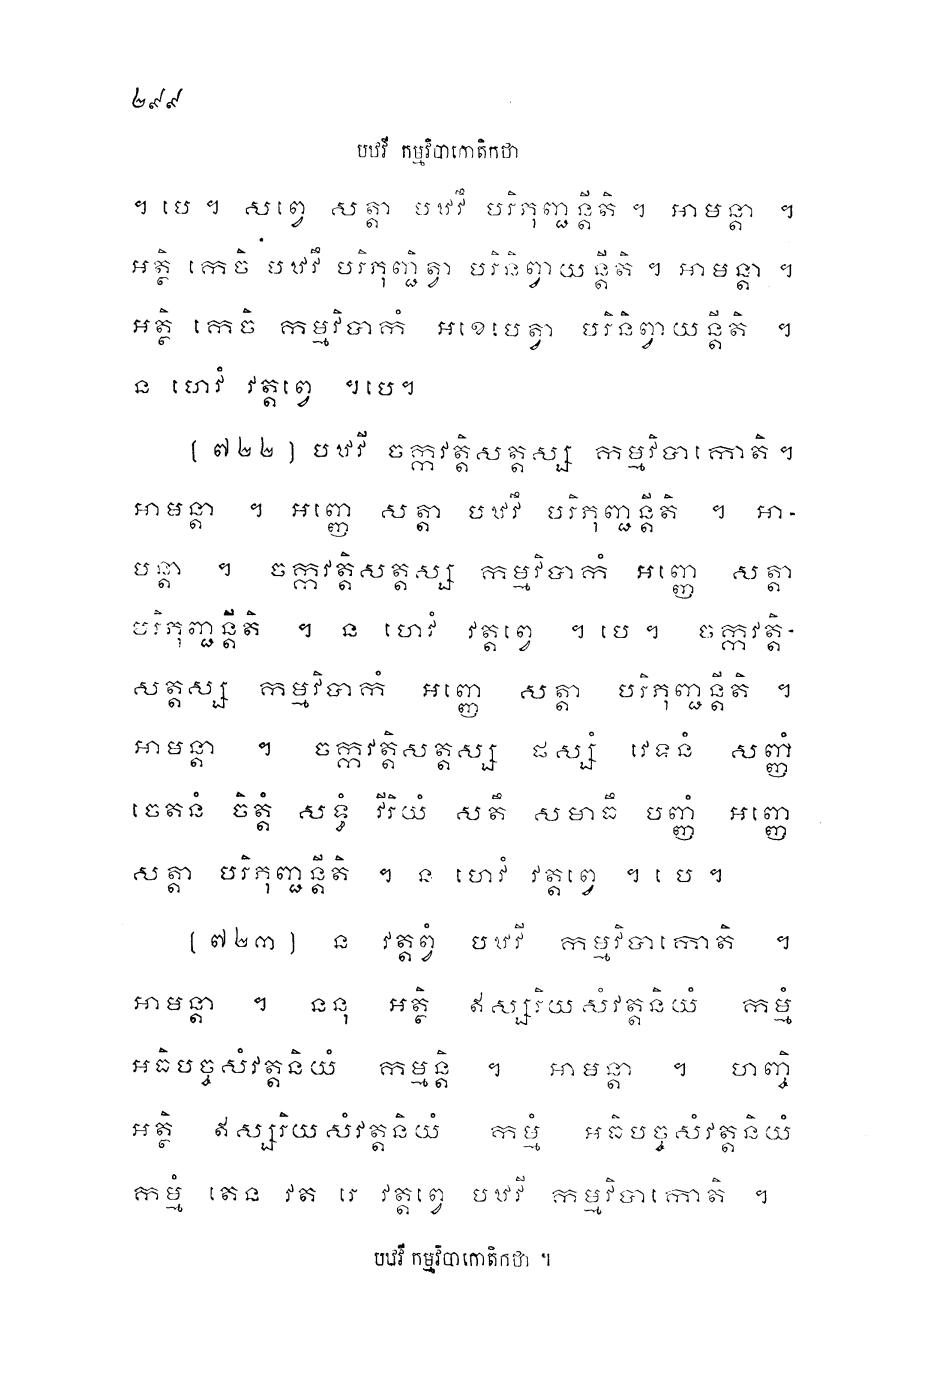 ២៩៩
បឋវី កម្មវិបាកោតិកថា
។ បេ ។ សព្វេ សត្តា បឋវឹ បរិភុញ្ជន្តីតិ ។ អាមន្តា ។
អត្ថិ កេចិ បឋវឹ បរិភុញ្ជិត្វា បរិនិព្វាយន្តីតិ ។ អាមន្តា ។
អត្ថិ កេចិ កម្មវិបាកំ អខេបេត្វា បរិនិព្វាយន្តីតិ ។
ន ហេវំ វត្តព្វេ ។បេ។
(៧២២) បឋវី ចក្កវត្តិសត្តស្ស កម្មវិបាកោតិ។
អាមន្តា ។ អញ្ញេ សត្តា បឋវឹ បរិភុញ្ជន្តីតិ ។ អា-
បន្តា ។ ចក្កវត្តិសត្តស្ស កម្មវិបាកំ អញ្ញេ សត្តា
បរិភុញ្ជន្តីតិ ។ ន ហេវំ វត្តព្វេ ។ បេ ។ ចក្កវត្តិ-
សត្តស្ស កម្មវិបាកំ អញ្ញេ សត្តា បរិភុញ្ជន្តីតិ ។
អាមន្តា ។ ចក្កវត្តិសត្តស្ស ផស្សំ វេទនំ សញ្ញំ
ចេតនំ ចិត្តំ សទ្ធំ វីរិយំ សតឹ សមាធឹ បញ្ញំ អញ្ញេ
សត្តា បរិភុញ្ជន្តីតិ ។ ន ហេវំ វត្តព្វេ ។ បេ ។
(៧២៣) ន វត្តព្វំ បឋវី កម្មវិបាកោតិ ។
អាមន្តា ។ ននុ អត្ថិ ឥស្សរិយសំវត្តនិយំ កម្មំ
អធិបច្ចសំវត្តនិយំ កម្មន្តិ ។ អាមន្តា ។ ហញ្ចិ
អត្ថិ ឥស្សរិយសំវត្តនិយំ កម្មំ អធិបច្ចសំវត្តនិយំ
កម្មំ តេន វត រេ វត្តព្វេ បឋវី កម្មវិបាកោតិ ។
បឋវី កម្មវិបាកោតិកថា ។